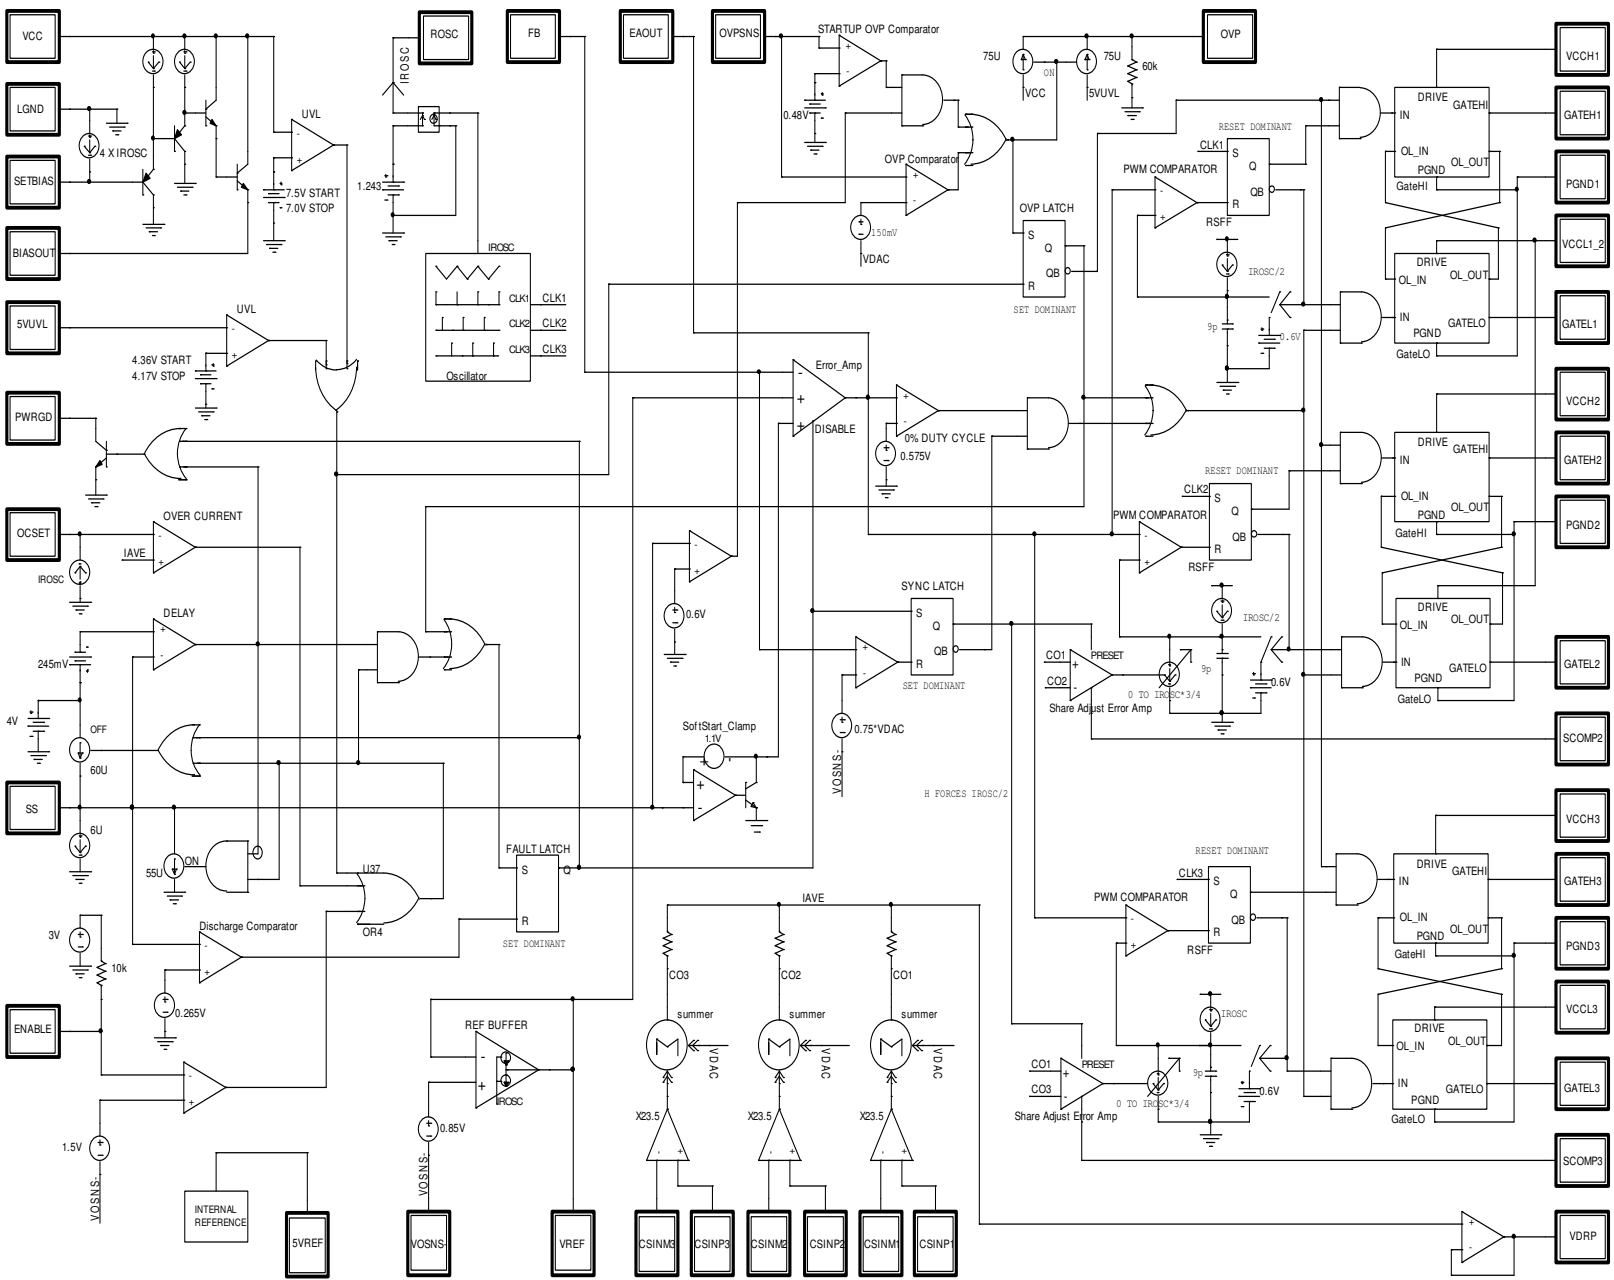 VCC
LGND
SETBIAS
BIASOUT
5VUVL
PWRGD
OCSET
SS
ENABLE
4 X IROSC
UVL
7.5V START
7.0V STOP
UVL
4.36V START
4.17V STOP
ROSC
IROSC
1.243
IROSC
CLK1
CLK2
CLK3
CLK1
CLK2
CLK3
Oscillator
FB
EAOUT
OVPSNS
STARTUP OVP Comparator
0.48V
OVP Comparator
150mV
VDAC
75U
ON
75U
60k
VCC
5VUVL
OVP
OVP LATCH
S
Q
QB
R
SET DOMINANT
Error_Amp
DISABLE
0% DUTY CYCLE
0.575V
OVER CURRENT
IAVE
IROSC
DELAY
245mV
4V
OFF
60U
6U
55U
ON
3V
10k
Discharge Comparator
0.265V
1.5V
VOSNS-
U37
OR4
FAULT LATCH
S
Q
R
SET DOMINANT
0.6V
SoftStart_Clamp
1.1V
SYNC LATCH
S
Q
QB
R
SET DOMINANT
0.75*VDAC
VOSNS-
H FORCES IROSC/2
RESET DOMINANT
CLK1
S
Q
QB
R
RSFF
PWM COMPARATOR
IROSC/2
9p
0.6V
DRIVE
IN
GATEHI
OL_IN
OL_OUT
PGND
GateHI
DRIVE
OL_IN
OL_OUT
IN
GATELO
PGND
GateLO
VCCH1
GATEH1
PGND1
VCCL1_2
GATEL1
RESET DOMINANT
CLK2
S
Q
QB
R
RSFF
PWM COMPARATOR
IROSC/2
9p
0.6V
CO1
CO2
PRESET
0 TO IROSC*3/4
Share Adjust Error Amp
DRIVE
IN
GATEHI
OL_IN
OL_OUT
PGND
GateHI
DRIVE
OL_IN
OL_OUT
IN
GATELO
PGND
GateLO
VCCH2
GATEH2
PGND2
GATEL2
SCOMP2
RESET DOMINANT
CLK3
S
Q
QB
R
RSFF
PWM COMPARATOR
IROSC
9p
0.6V
CO1
CO3
PRESET
0 TO IROSC*3/4
Share Adjust Error Amp
DRIVE
IN
GATEHI
OL_IN
OL_OUT
PGND
GateHI
DRIVE
OL_IN
OL_OUT
IN
GATELO
PGND
GateLO
VCCH3
GATEH3
PGND3
VCCL3
GATEL3
SCOMP3
VDRP
IAVE
CO3
CO2
CO1
summer
summer
summer
VDAC
VDAC
VDAC
X23.5
X23.5
X23.5
REF BUFFER
IROSC
0.85V
VOSNS-
INTERNAL
REFERENCE
5VREF
VOSNS-
VREF
CSINM3
CSINP3
CSINM2
CSINP2
CSINM1
CSINP1